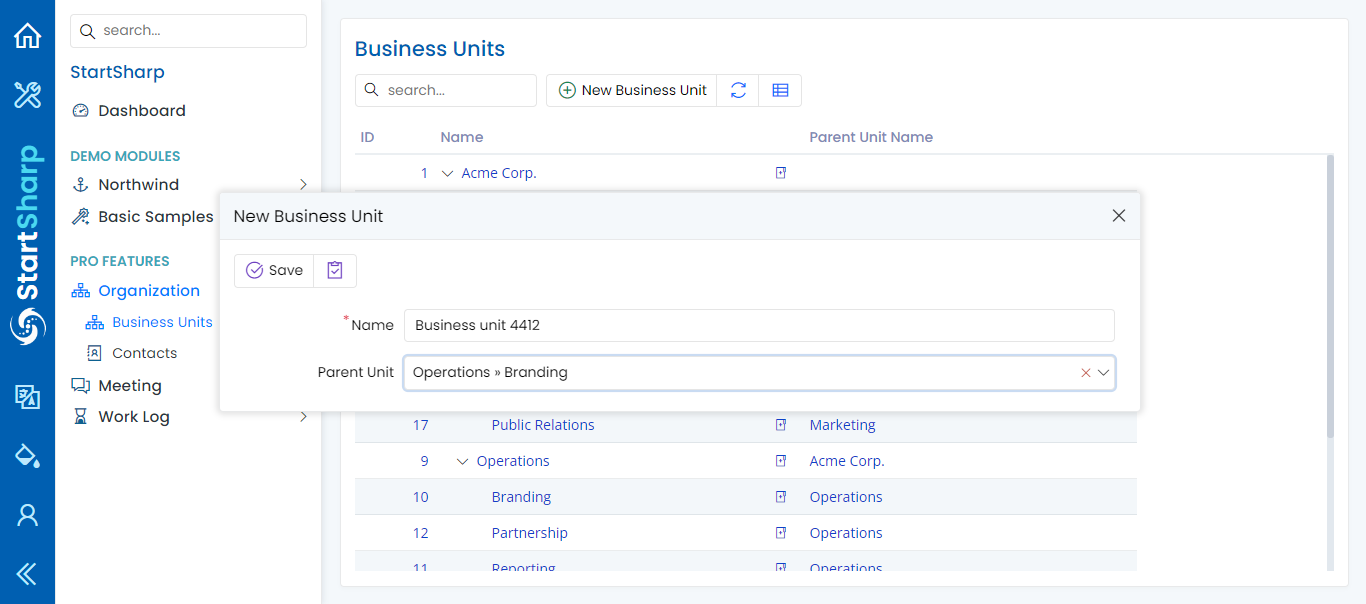 search...
StartSharp
Dashboard
DEMO MODULES
Northwind
Basic Samples
PRO FEATURES
Organization
Business Units
Contacts
Meeting
Work Log
StartSharp
Business Units
search...
New Business Unit
ID Name Parent Unit Name
1 Acme Corp.
New Business Unit
Save
*Name Business unit 4412
Parent Unit Operations » Branding
17 Public Relations Marketing
9 Operations Acme Corp.
10 Branding Operations
12 Partnership Operations
11 Reporting Operations